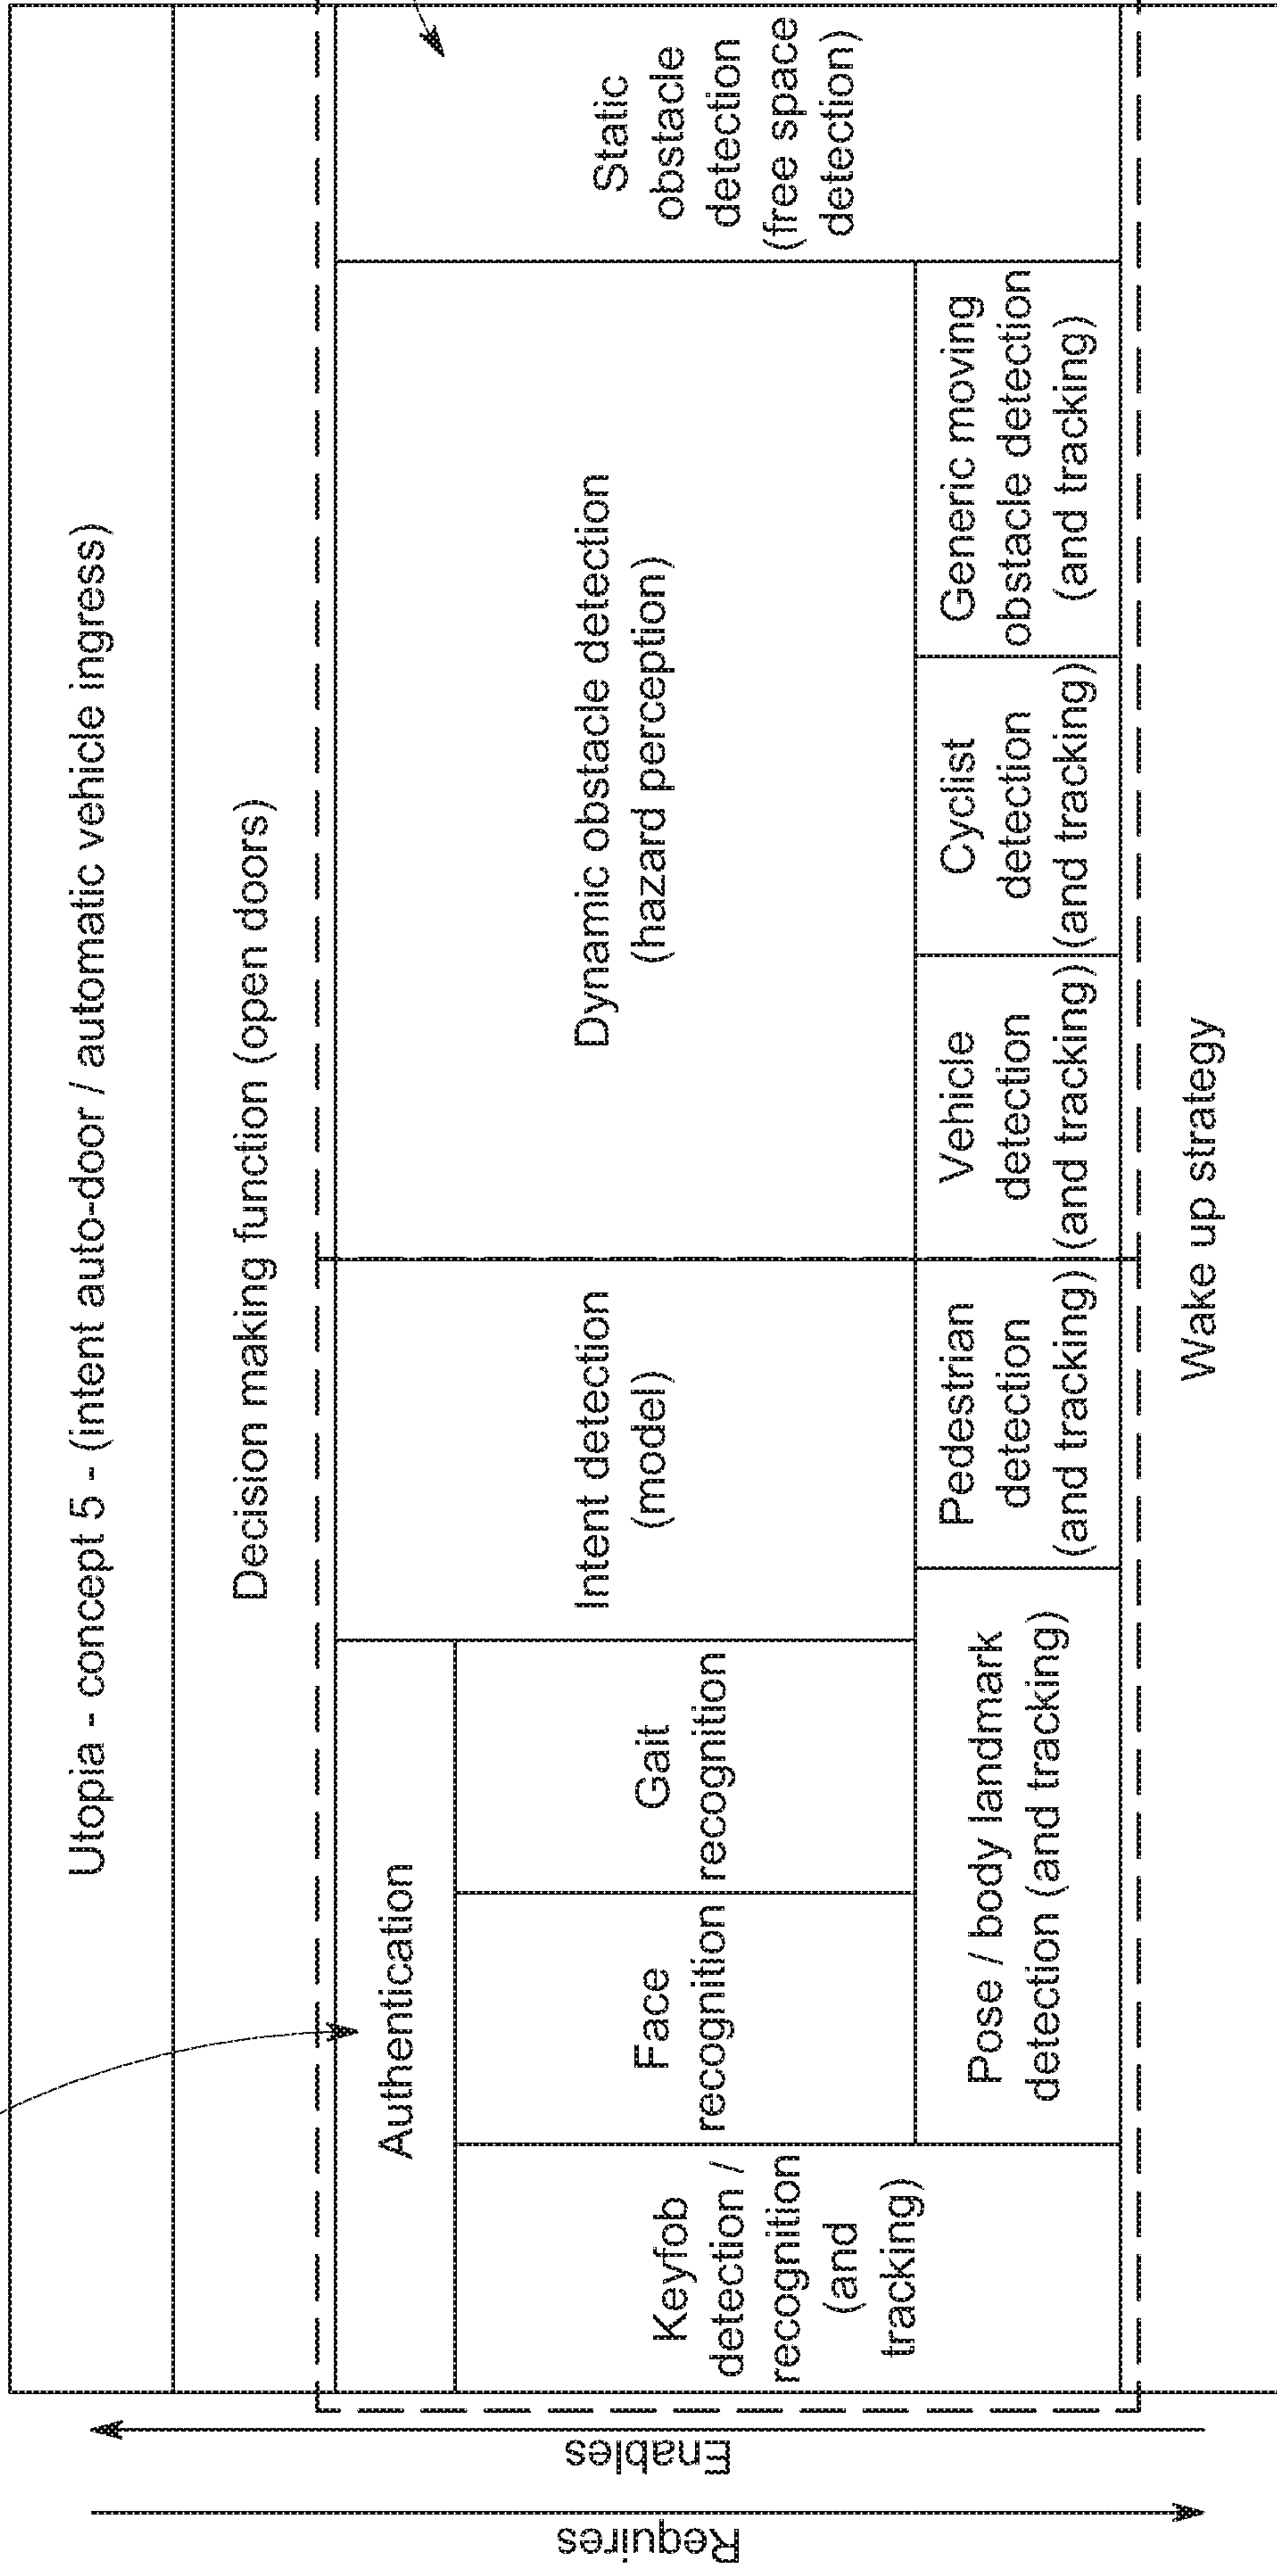 Utopia - concept 5 - (intent auto-door / automatic vehicle ingress)
Decision making function (open doors)
Authentication
Keyfob
detection /
recognition
(and
tracking)
Face
recognition
Gait
recognition
Pose / body landmark
detection (and tracking)
Intent detection
(model)
Pedestrian
detection
(and tracking)
Dynamic obstacle detection
(hazard perception)
Vehicle
detection
(and tracking)
Cyclist
detection
(and tracking)
Generic moving
obstacle detection
(and tracking)
Static
obstacle
detection
(free space
detection)
Wake up strategy
Enables
Requires